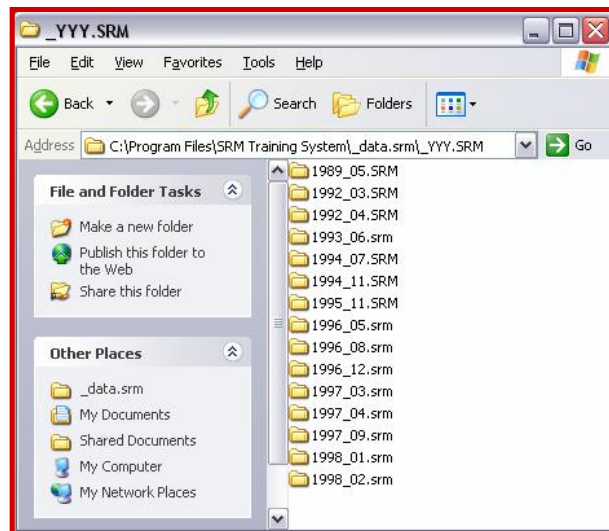 _YYY.SRM
File Edit View Favorites Tools Help
Back Search Folders
Address C:\Program Files\SRM Training System\_data.srm\_YYY.SRM Go
File and Folder Tasks
Make a new folder
Publish this folder to
the Web
Share this folder
Other Places
_data.srm
My Documents
Shared Documents
My Computer
My Network Places
1989_05.SRM
1992_03.SRM
1992_04.SRM
1993_06.srm
1994_07.SRM
1994_11.SRM
1995_11.SRM
1996_05.srm
1996_08.srm
1996_12.srm
1997_03.srm
1997_04.srm
1997_09.srm
1998_01.srm
1998_02.srm